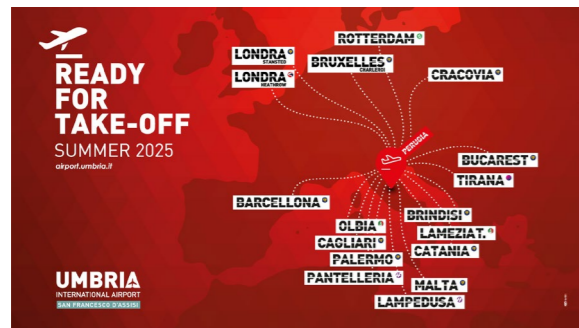 READY
FOR
TAKE-OFF
SUMMER 2025
airport.umbria.it
LONDRA
STANSTED
LONDRA
HEATHROW
ROTTERDAM
BRUXELLES
CHARLEROI
CRACOVIA
PERUGIA
BUCAREST
TIRANA
BARCELLONA
BRINDISI
OLBIA
LAMEZIA T.
CAGLIARI
CATANIA
PALERMO
PANTELLERIA
MALTA
LAMPEDUSA
UMBRIA
INTERNATIONAL AIRPORT
SAN FRANCESCO D'ASSISI